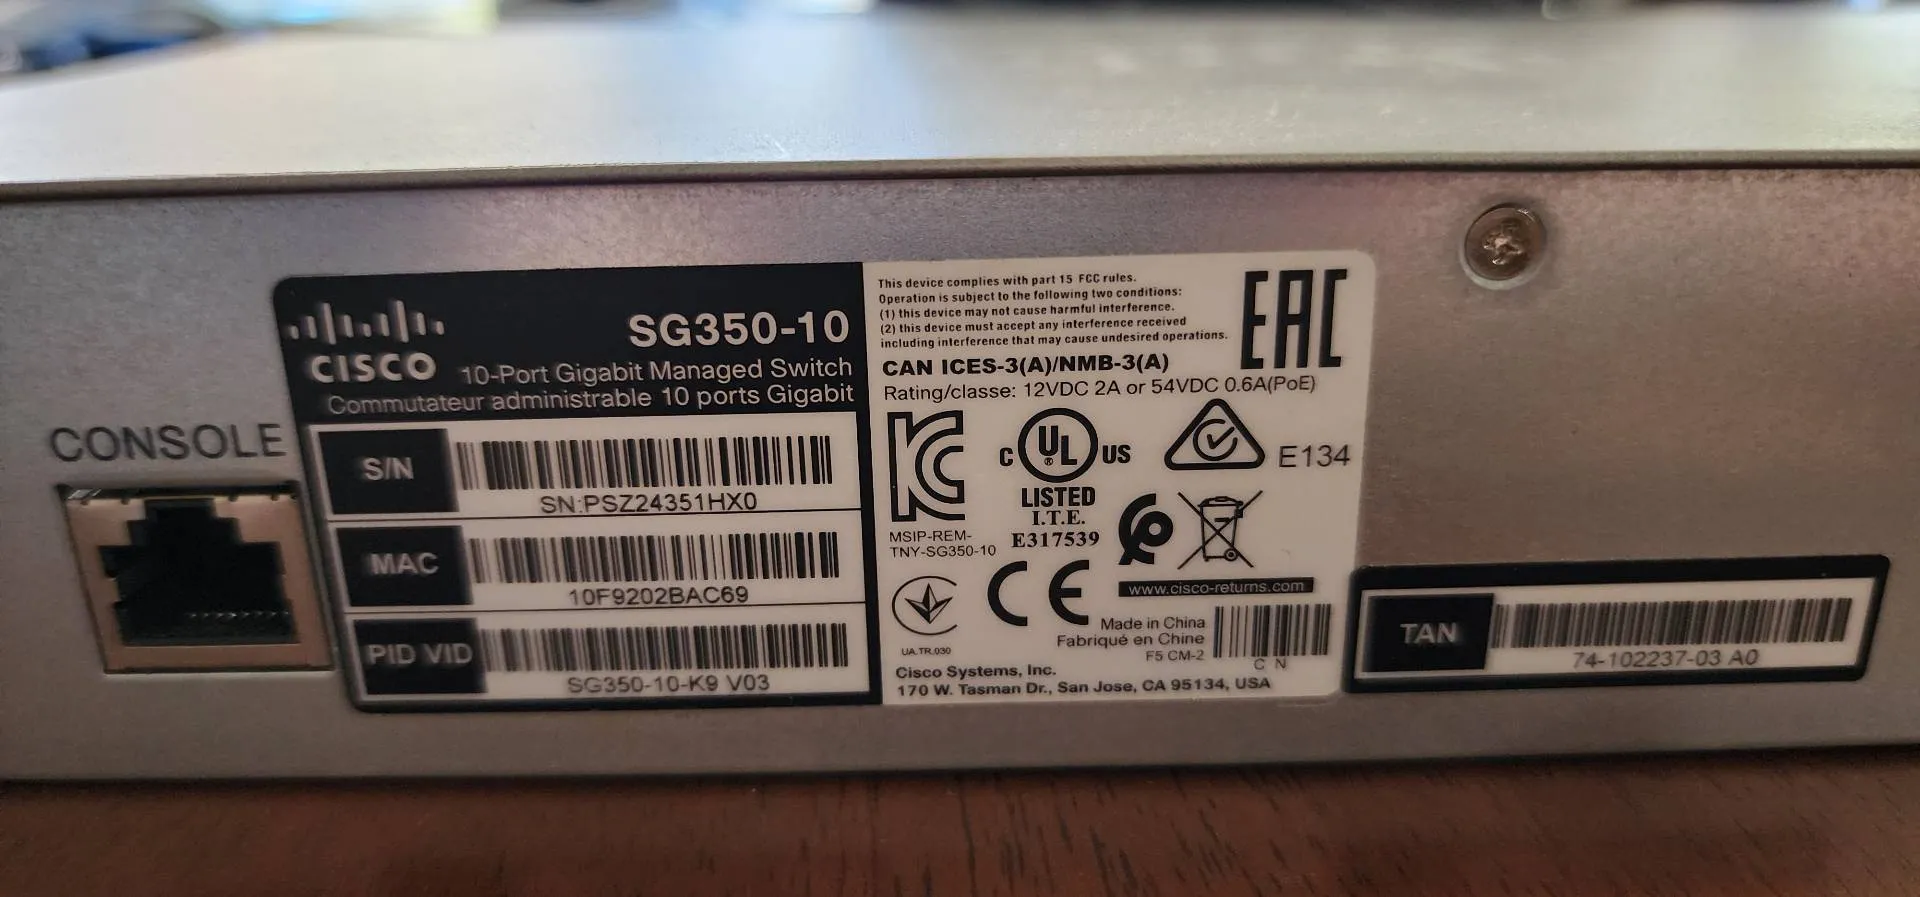 CONSOLE
CISCO
SG350-10
10-Port Gigabit Managed Switch
Commutateur administrable 10 ports Gigabit
S/N
SN:PSZ24351HX0
MAC
10F9202BAC69
PID VID
SG350-10-K9 V03
This device complies with part 15 FCC rules.
Operation is subject to the following two conditions:
(1) this device may not cause harmful interference.
(2) this device must accept any interference received
including interference that may cause undesired operations.
EAC
CAN ICES-3(A)/NMB-3(A)
Rating/classe: 12VDC 2A or 54VDC 0.6A(PoE)
KC
MSIP-REM-
TNY-SG350-10
C UL US
LISTED
I.T.E.
E317539
E134
www.cisco-returns.com
CE
UA.TR.030
Made in China
Fabriqué en Chine
F5 CM-2
C N
Cisco Systems, Inc.
170 W. Tasman Dr., San Jose, CA 95134, USA
TAN
74-102237-03 A0